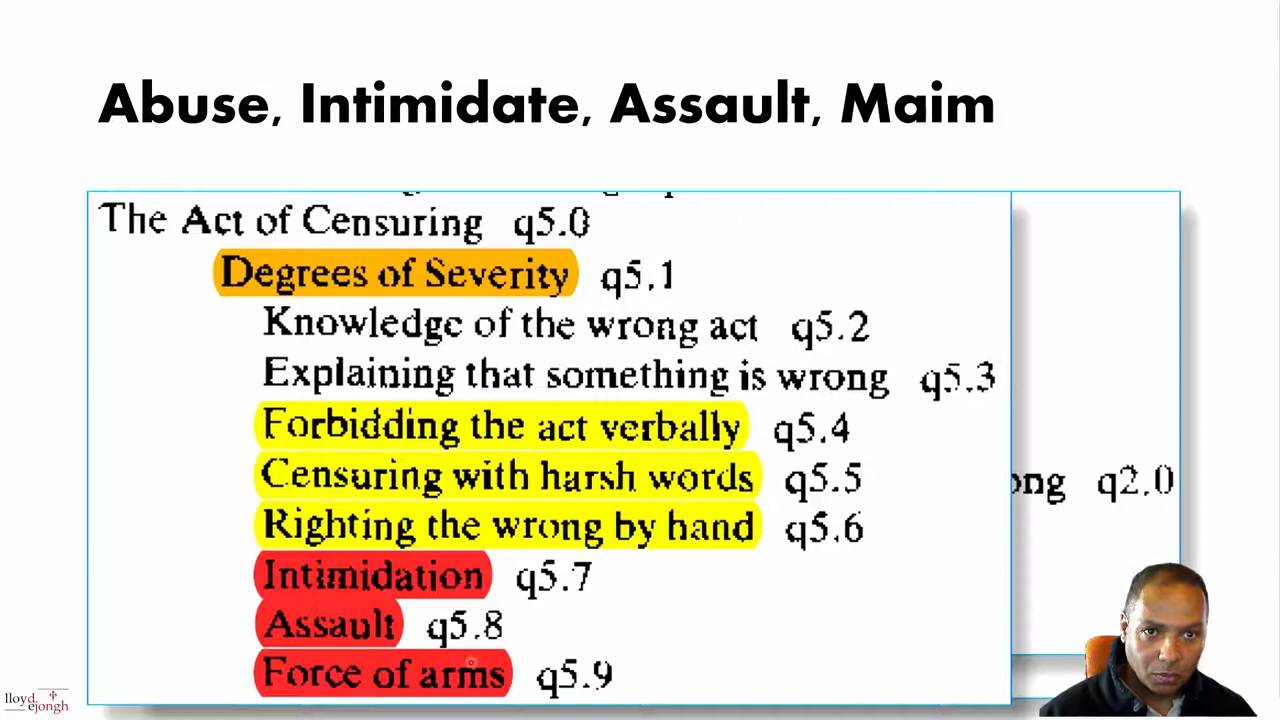 Abuse, Intimidate, Assault, Maim
The Act of Censuring q5.0
Degrees of Severity q5.1
Knowledge of the wrong act q5.2
Explaining that something is wrong q5.3
Forbidding the act verbally q5.4
Censuring with harsh words q5.5
ong q2.0
Righting the wrong by hand q5.6
Intimidation q5.7
Assault q5.8
Force of arms q5.9
lloyd
ejongh